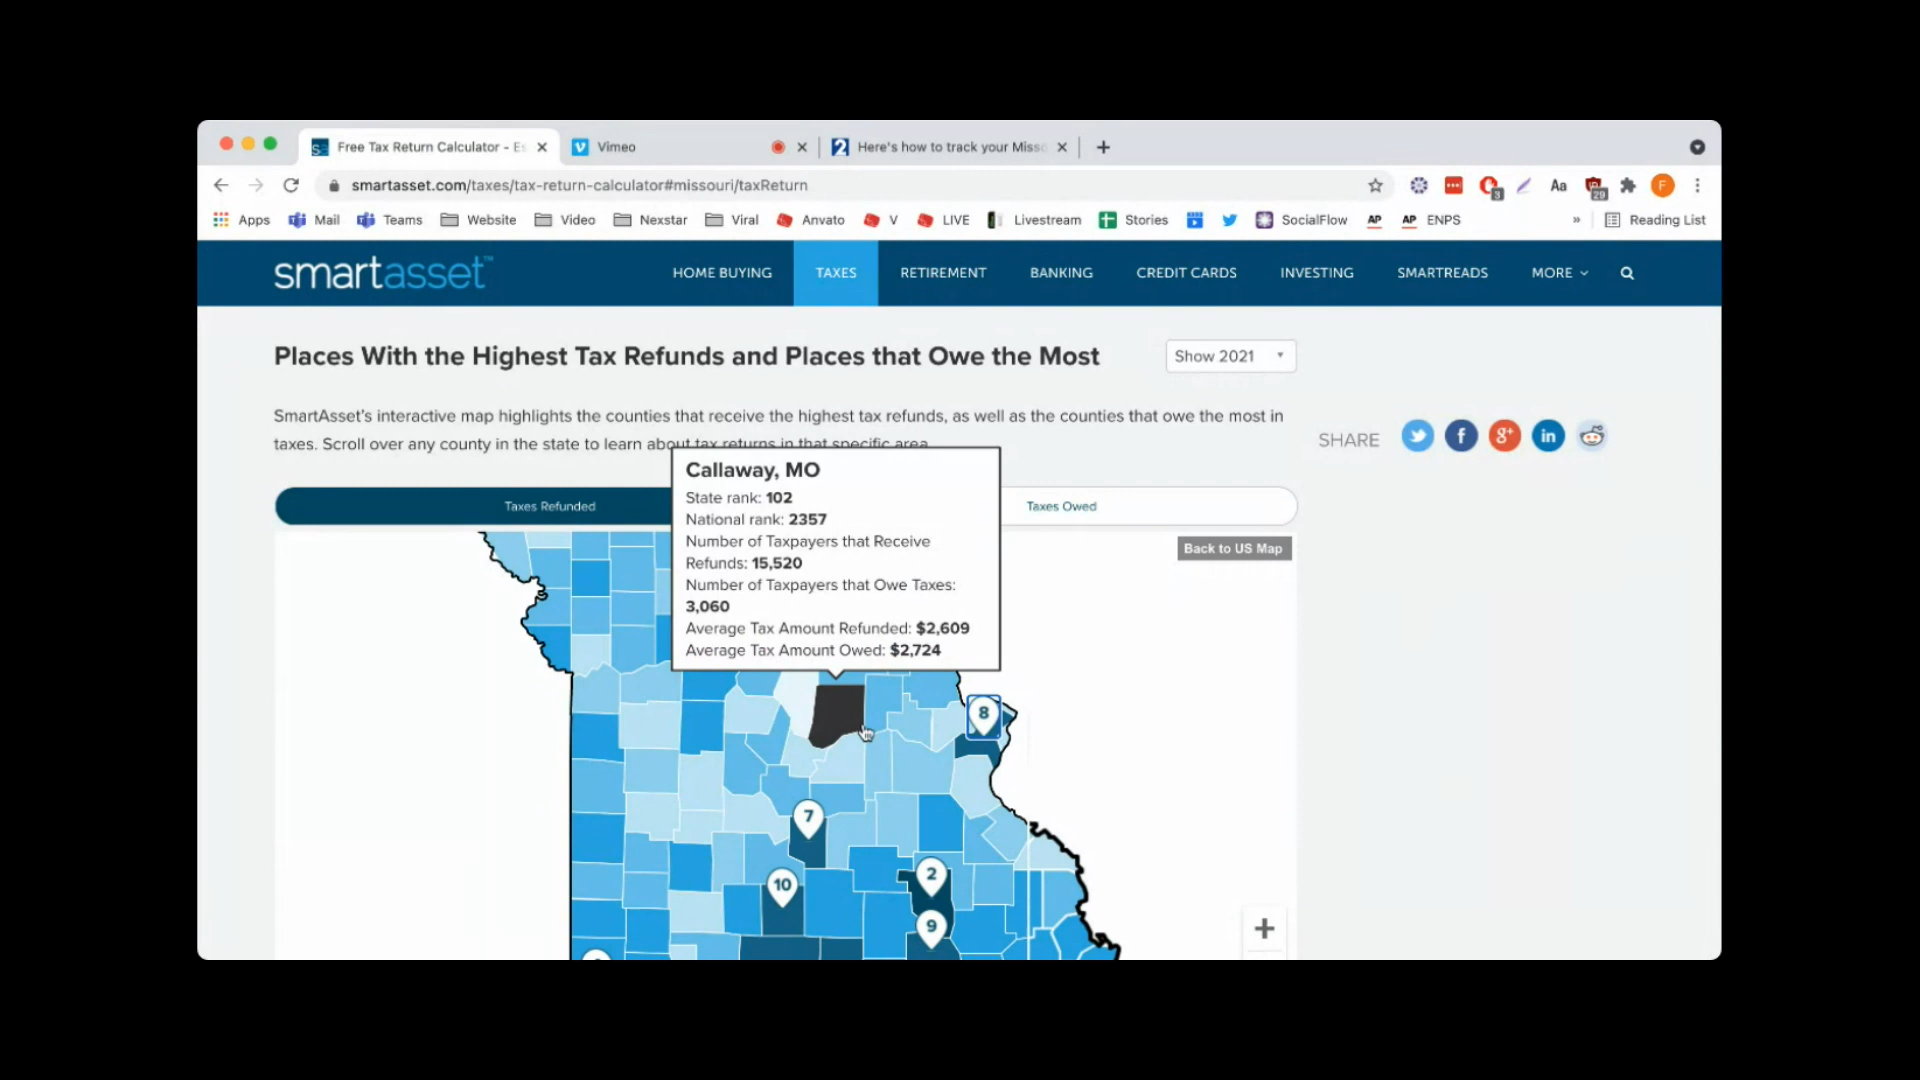 Free Tax Return Calculator - Es
Vimeo
Here's how to track your Misso
smartasset.com/taxes/tax-return-calculator#missouri/taxReturn
3
Aa
29
F
Apps
Mail
Teams
Website
Video
Nexstar
Viral
Anvato
V
LIVE
Livestream
Stories
SocialFlow
AP
AP
ENPS
»
Reading List
smartasset™
HOME BUYING
TAXES
RETIREMENT
BANKING
CREDIT CARDS
INVESTING
SMARTREADS
MORE
Places With the Highest Tax Refunds and Places that Owe the Most
Show 2021
SmartAsset's interactive map highlights the counties that receive the highest tax refunds, as well as the counties that owe the most in
taxes. Scroll over any county in the state to learn about tax returns in that specific area.
SHARE
Taxes Refunded
Taxes Owed
Callaway, MO
State rank: 102
National rank: 2357
Number of Taxpayers that Receive
Refunds: 15,520
Number of Taxpayers that Owe Taxes:
3,060
Average Tax Amount Refunded: $2,609
Average Tax Amount Owed: $2,724
Back to US Map
8
7
10
2
9
+